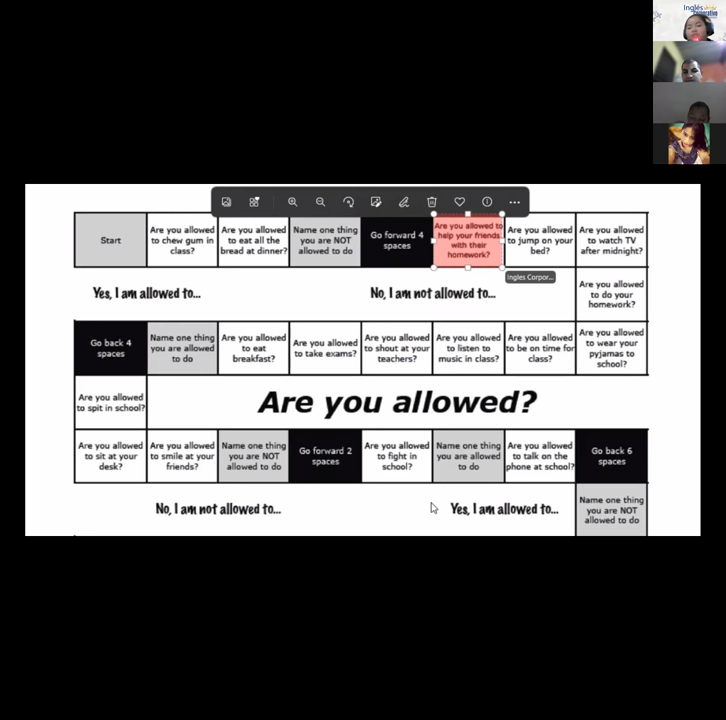 Inglés
corporativo
Start
Are you allowed
to chew gum in
class?
Are you allowed
to eat all the
bread at dinner?
Name one thing
you are NOT
allowed to do
Go forward 4
spaces
Are you allowed to
help your friends
with their
homework?
Are you allowed
to jump on your
bed?
Are you allowed
to watch TV
after midnight?
Ingles Corpor...
Yes, I am allowed to...
No, I am not allowed to...
Are you allowed
to do your
homework?
Go back 4
spaces
Name one thing
you are allowed
to do
Are you allowed
to eat
breakfast?
Are you allowed
to take exams?
Are you allowed
to shout at your
teachers?
Are you allowed
to listen to
music in class?
Are you allowed
to be on time for
class?
Are you allowed
to wear your
pyjamas to
school?
Are you allowed
to spit in school?
Are you allowed?
Are you allowed
to sit at your
desk?
Are you allowed
to smile at your
friends?
Name one thing
you are NOT
allowed to do
Go forward 2
spaces
Are you allowed
to fight in
school?
Name one thing
you are allowed
to do
Are you allowed
to talk on the
phone at school?
Go back 6
spaces
No, I am not allowed to...
Yes, I am allowed to...
Name one thing
you are NOT
allowed to do